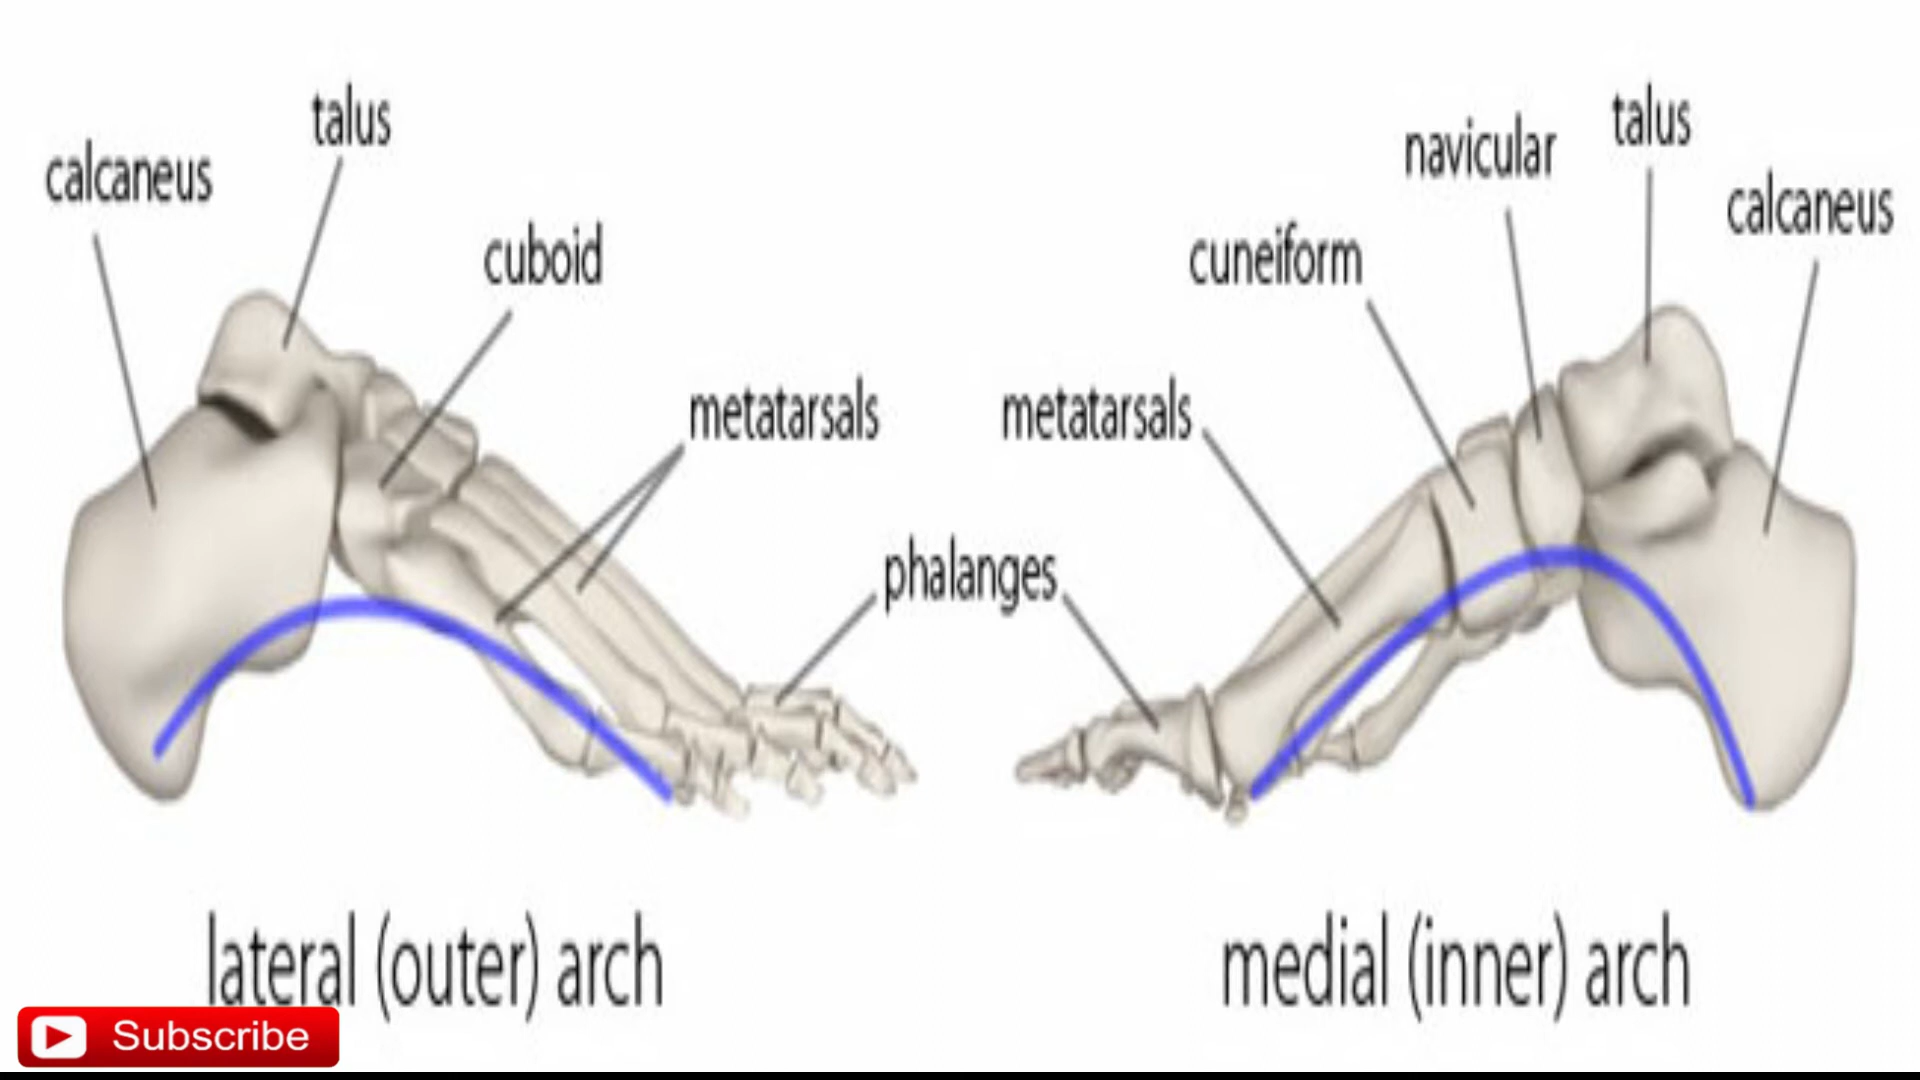 talus
calcaneus
cuboid
metatarsals
phalanges
navicular
talus
calcaneus
cuneiform
metatarsals
lateral (outer) arch
medial (inner) arch
Subscribe